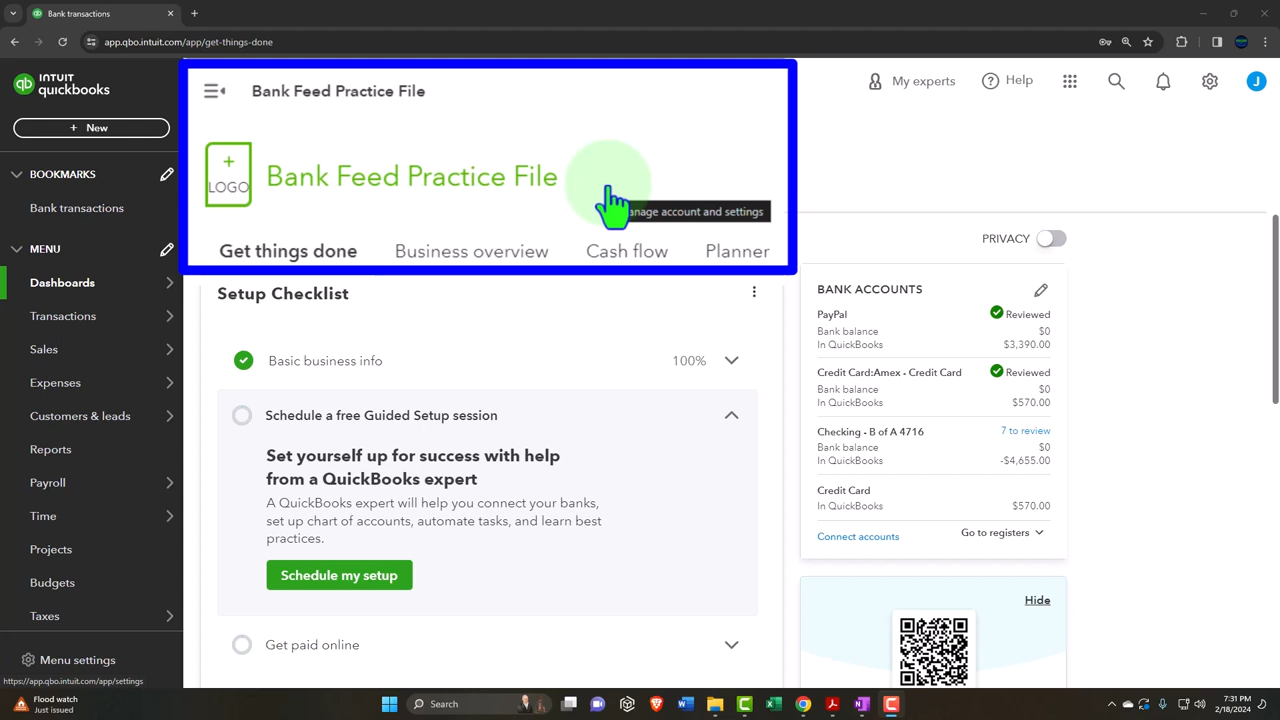 Bank transactions
app.qbo.intuit.com/app/get-things-done
INTUIT
quickbooks
+ New
BOOKMARKS
Bank transactions
MENU
Dashboards
Transactions
Sales
Expenses
Customers & leads
Reports
Payroll
Time
Projects
Budgets
Taxes
Menu settings
https://app.qbo.intuit.com/app/settings
Bank Feed Practice File
+
LOGO
Bank Feed Practice File
anage account and settings
Get things done
Business overview
Cash flow
Planner
My experts
Help
J
PRIVACY
Setup Checklist
Basic business info
100%
Schedule a free Guided Setup session
Set yourself up for success with help
from a QuickBooks expert
A QuickBooks expert will help you connect your banks,
set up chart of accounts, automate tasks, and learn best
practices.
Schedule my setup
Get paid online
BANK ACCOUNTS
PayPal
Reviewed
Bank balance $0
In QuickBooks $3,390.00
Credit Card:Amex - Credit Card
Reviewed
Bank balance $0
In QuickBooks $570.00
Checking - B of A 4716
7 to review
Bank balance $0
In QuickBooks -$4,655.00
Credit Card
In QuickBooks $570.00
Connect accounts
Go to registers
Hide
Flood watch
Just issued
Search
7:31 PM
2/18/2024